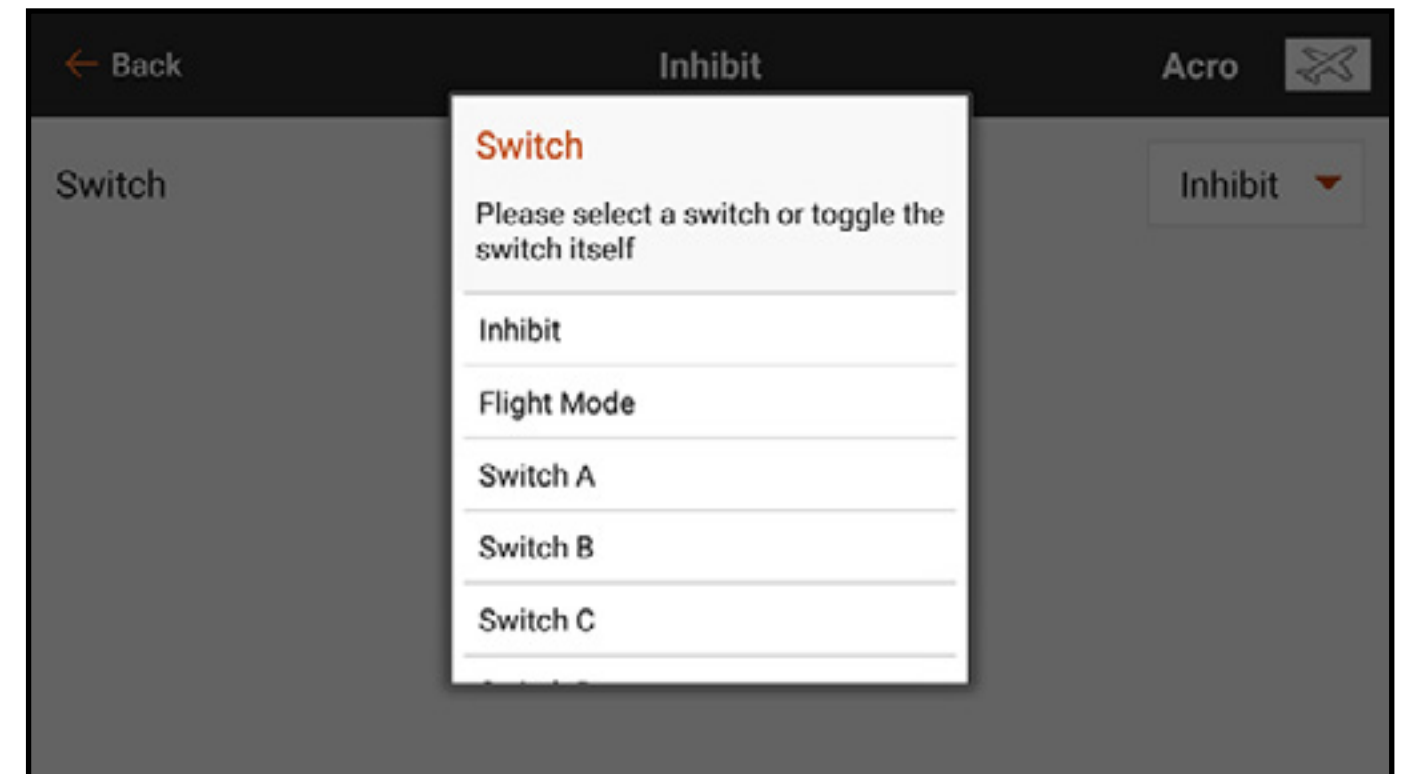 Back
Inhibit
Acro
Switch
Inhibit
Switch
Please select a switch or toggle the
switch itself
Inhibit
Flight Mode
Switch A
Switch B
Switch C